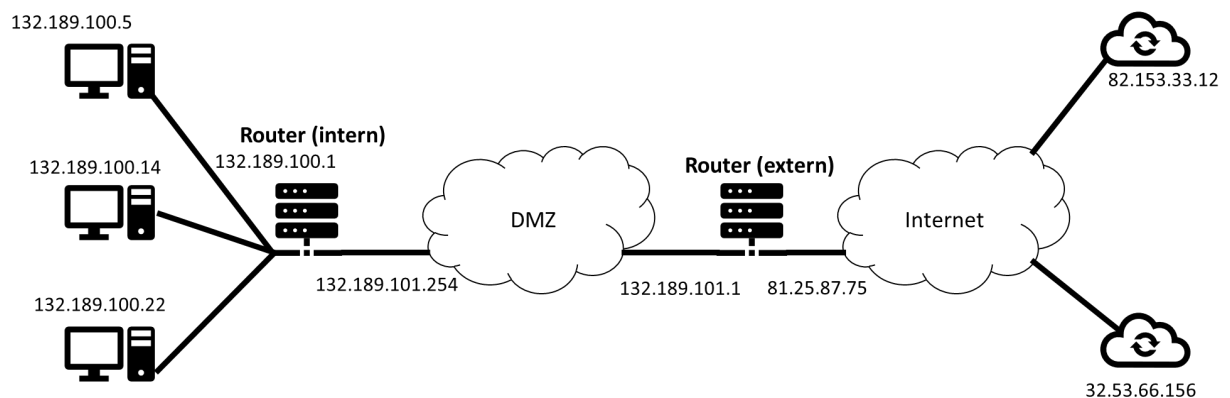 132.189.100.5
82.153.33.12
Router (intern)
132.189.100.1
132.189.100.14
Router (extern)
DMZ
Internet
132.189.101.254
132.189.101.1
81.25.87.75
132.189.100.22
32.53.66.156